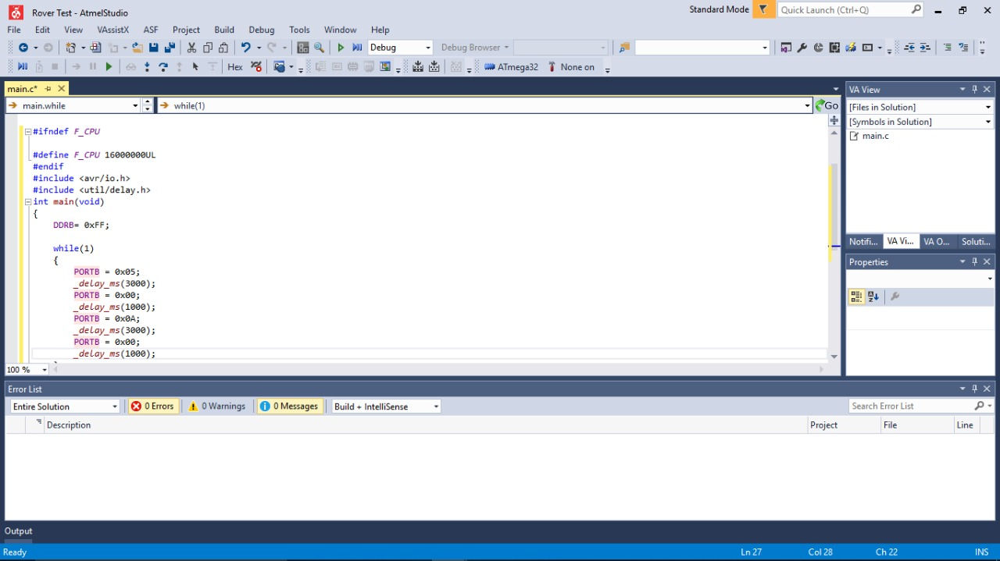 Rover Test - AtmelStudio
Standard Mode
Quick Launch (Ctrl+Q)
File Edit View VAssistX ASF Project Build Debug Tools Window Help
Debug Debug Browser
Hex ATmega32 None on
main.c*
main.while while(1) Go
#ifndef F_CPU
#define F_CPU 16000000UL
#endif
#include <avr/io.h>
#include <util/delay.h>
int main(void)
{
DDRB= 0xFF;
while(1)
{
PORTB = 0x05;
_delay_ms(3000);
PORTB = 0x00;
_delay_ms(1000);
PORTB = 0x0A;
_delay_ms(3000);
PORTB = 0x00;
_delay_ms(1000);
100 %
VA View
[Files in Solution]
[Symbols in Solution]
main.c
Notifi... VA Vi... VA O... Soluti...
Properties
Error List
Entire Solution 0 Errors 0 Warnings 0 Messages Build + IntelliSense Search Error List
Description Project File Line
Output
Ready Ln 27 Col 28 Ch 22 INS